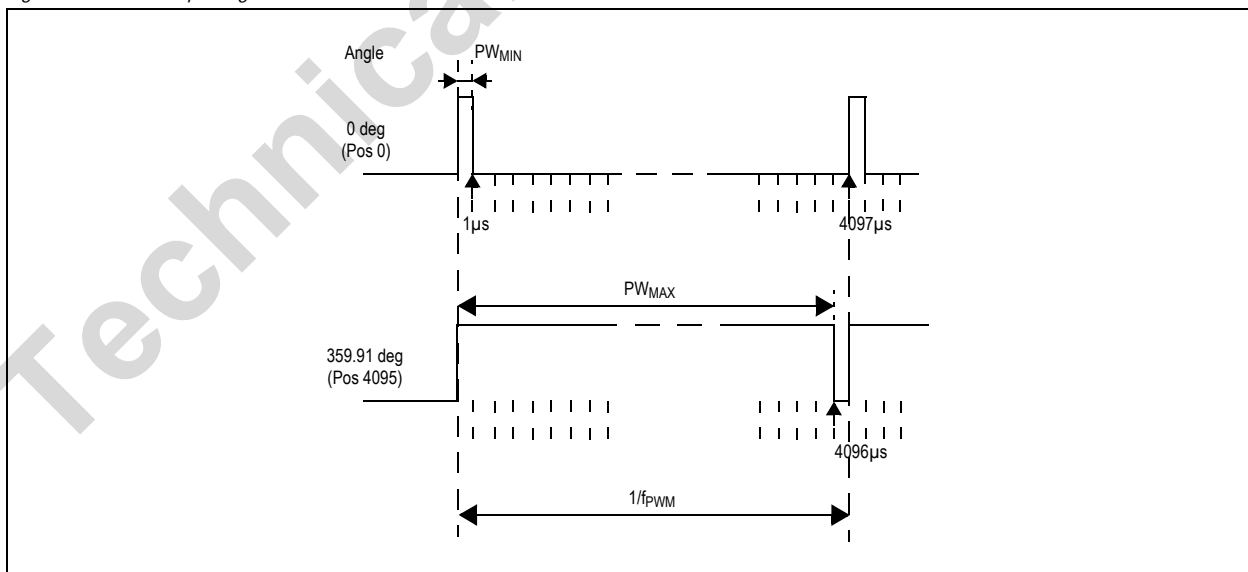 Angle
PWMIN
0 deg
(Pos 0)
1µs
4097µs
PWMAX
359.91 deg
(Pos 4095)
4096µs
1/fPWM
Technica